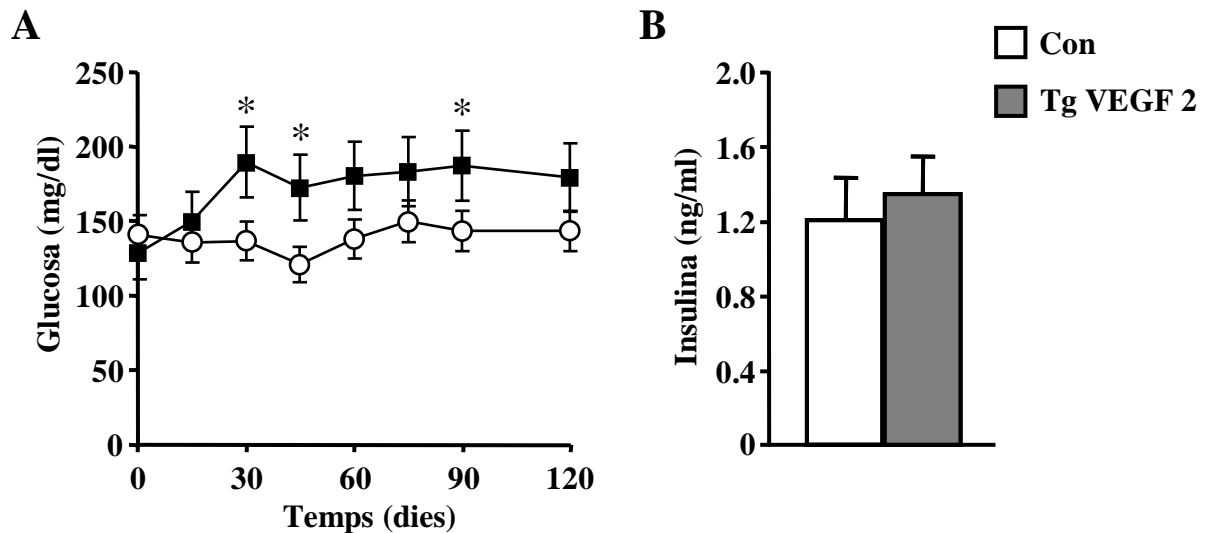 A
Glucosa (mg/dl)
250
200
150
100
50
0
* * *
0 30 60 90 120
Temps (dies)
B
Insulina (ng/ml)
2.0
1.6
1.2
0.8
0.4
0
Con
Tg VEGF 2